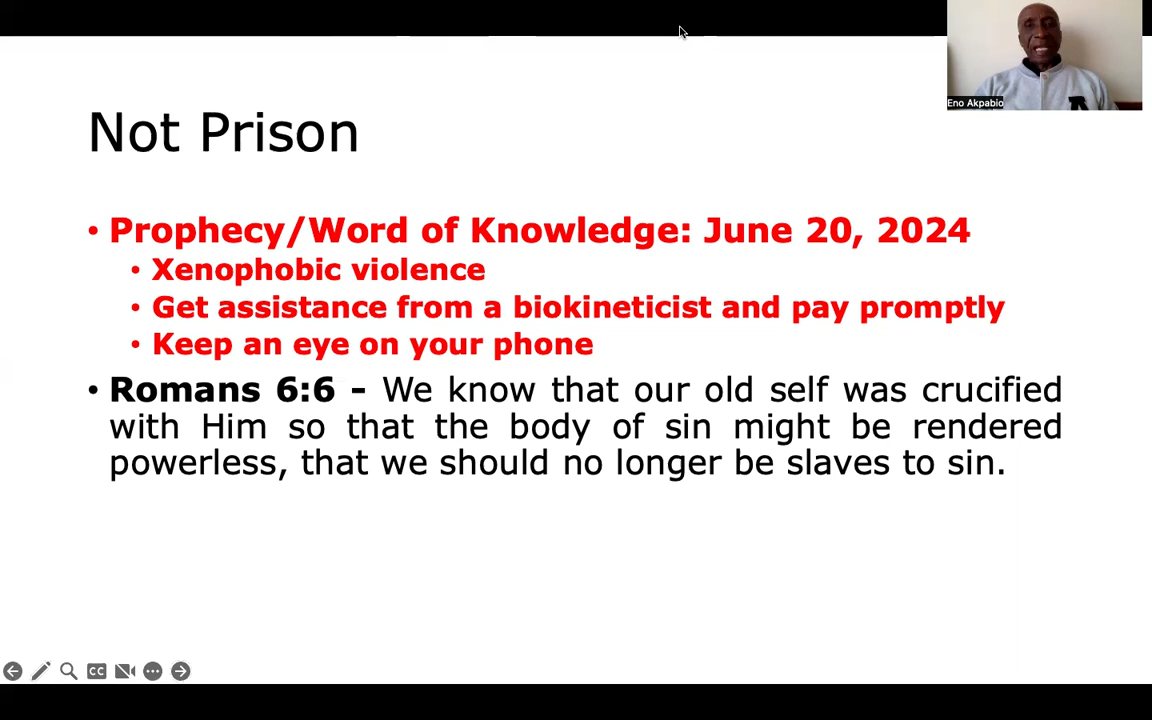 Eno Akpabio
Not Prison
• Prophecy/Word of Knowledge: June 20, 2024
• Xenophobic violence
• Get assistance from a biokineticist and pay promptly
• Keep an eye on your phone
• Romans 6:6 - We know that our old self was crucified
with Him so that the body of sin might be rendered
powerless, that we should no longer be slaves to sin.
CC